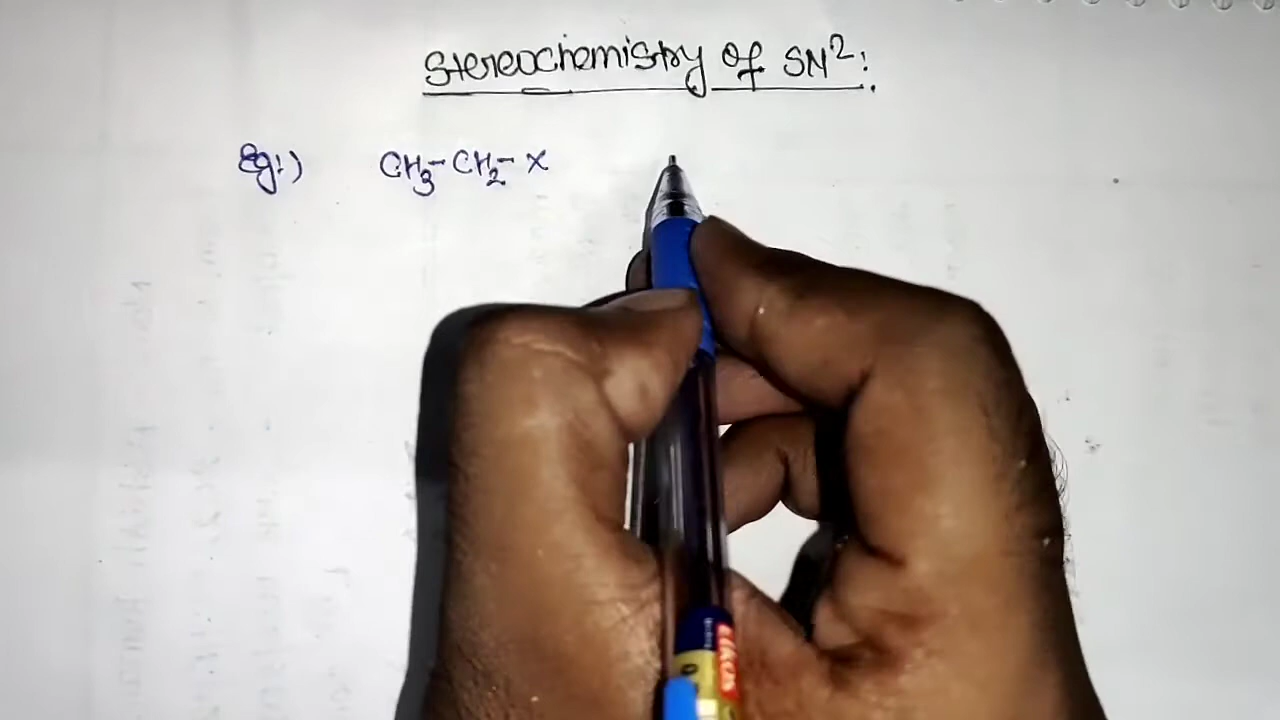 Stereochemistry of SN²:
Eg:) CH₃-CH₂-X